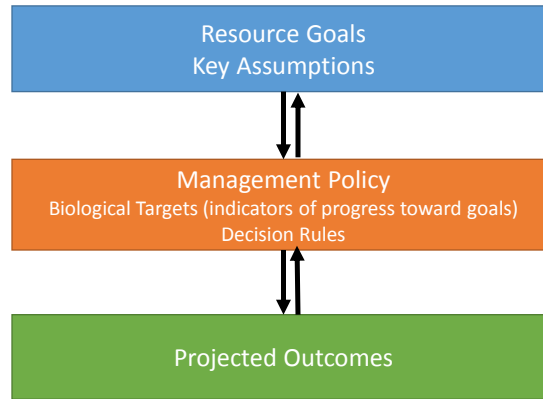 Resource Goals
Key Assumptions
Management Policy
Biological Targets (indicators of progress toward goals)
Decision Rules
Projected Outcomes